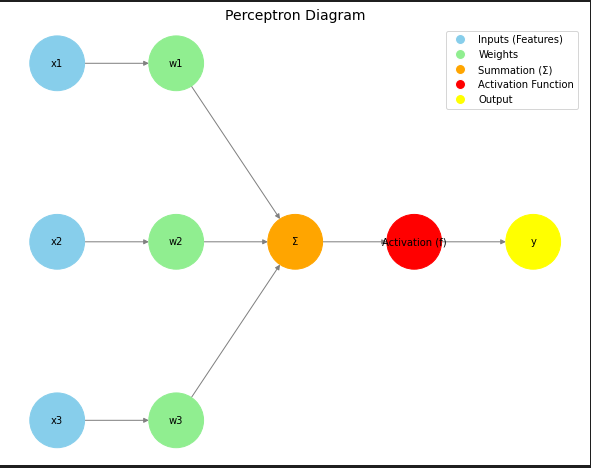 Perceptron Diagram
Inputs (Features)
Weights
Summation (Σ)
Activation Function
Output
x1
w1
x2
w2
Σ
Activation (f)
y
x3
w3